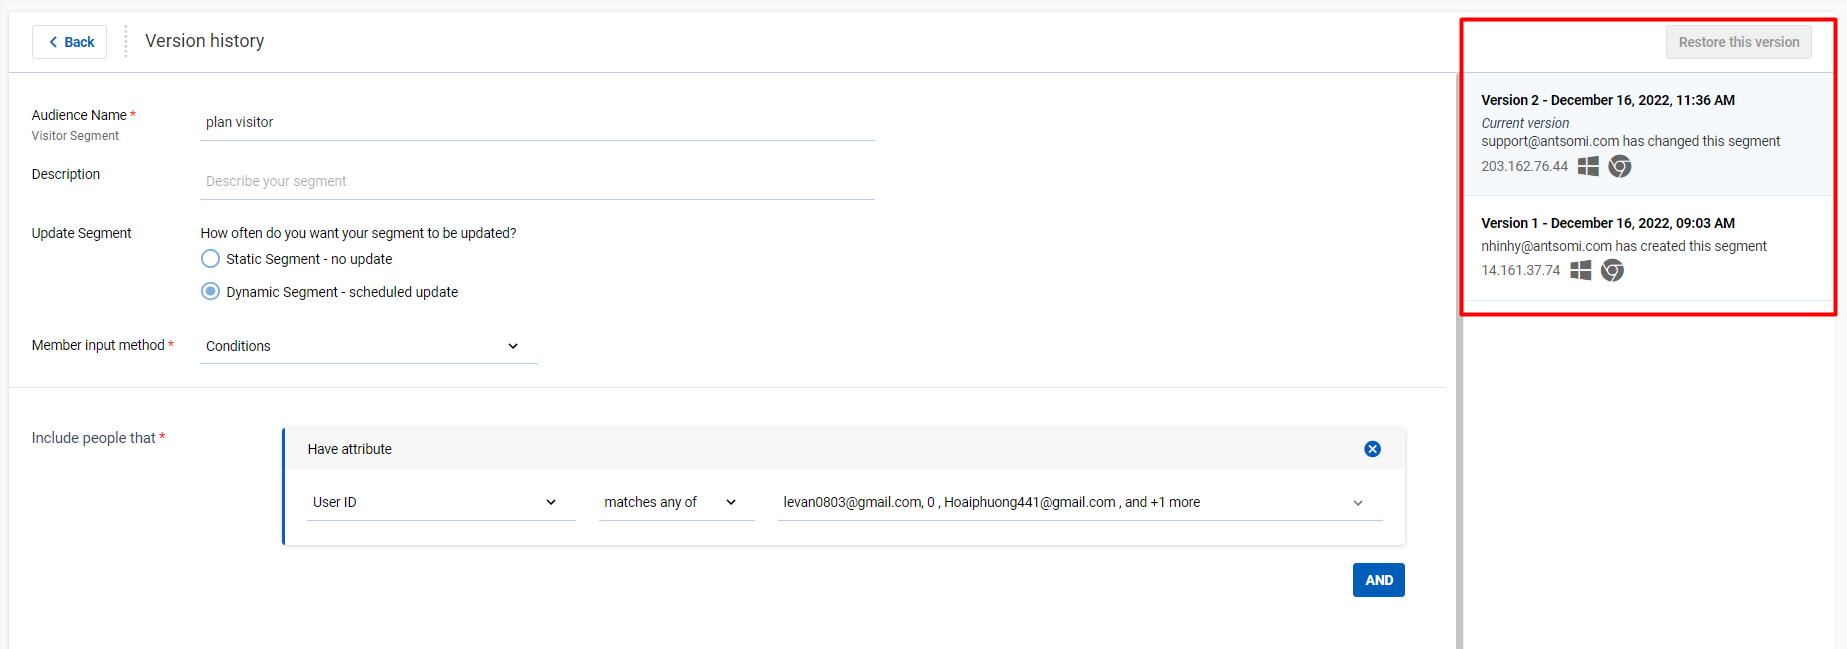 Back
Version history
Restore this version
Audience Name *
Visitor Segment
plan visitor
Description
Describe your segment
Update Segment
How often do you want your segment to be updated?
Static Segment - no update
Dynamic Segment - scheduled update
Member input method *
Conditions
Include people that *
Have attribute
User ID
matches any of
levan0803@gmail.com, 0 , Hoaiphuong441@gmail.com , and +1 more
AND
Version 2 - December 16, 2022, 11:36 AM
Current version
support@antsomi.com has changed this segment
203.162.76.44
Version 1 - December 16, 2022, 09:03 AM
nhinhy@antsomi.com has created this segment
14.161.37.74